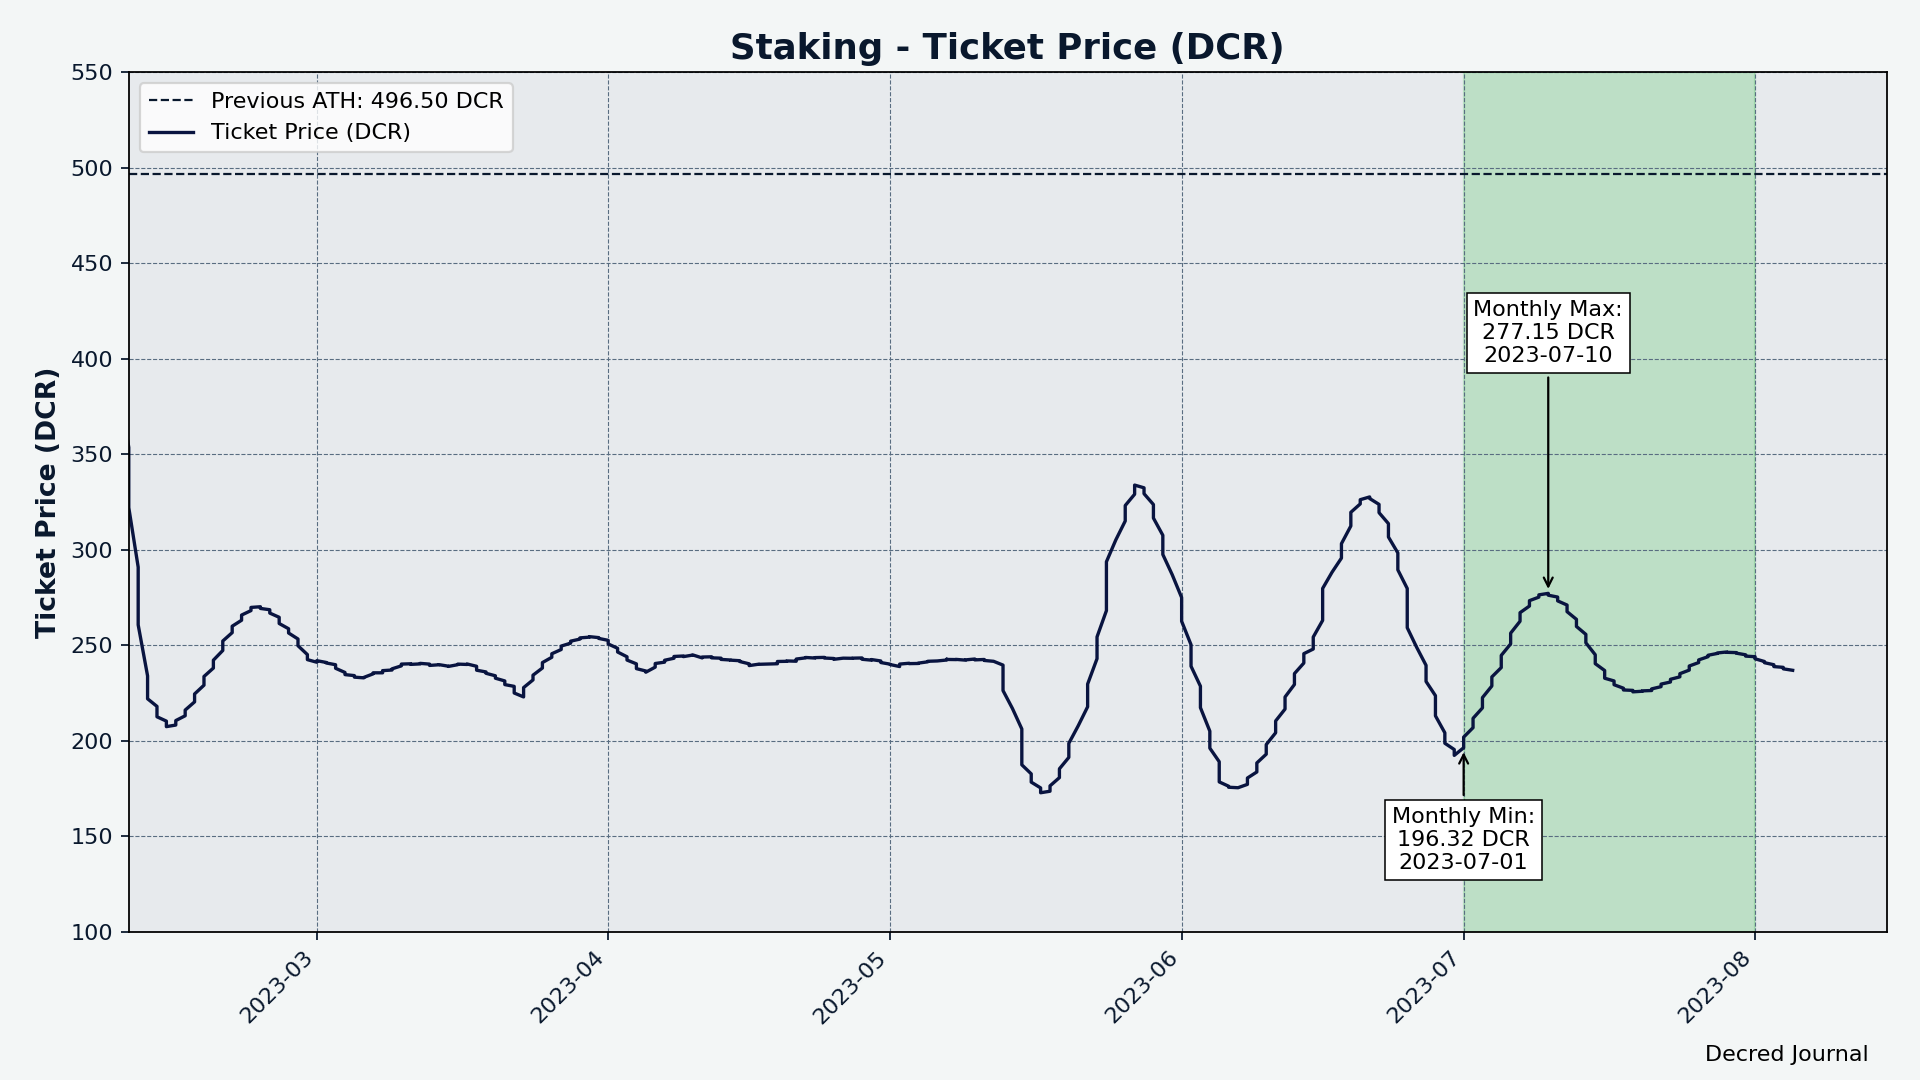 Staking - Ticket Price (DCR)
Previous ATH: 496.50 DCR
Ticket Price (DCR)
Ticket Price (DCR)
550
500
450
400
350
300
250
200
150
100
Monthly Max:
277.15 DCR
2023-07-10
Monthly Min:
196.32 DCR
2023-07-01
2023-03
2023-04
2023-05
2023-06
2023-07
2023-08
Decred Journal